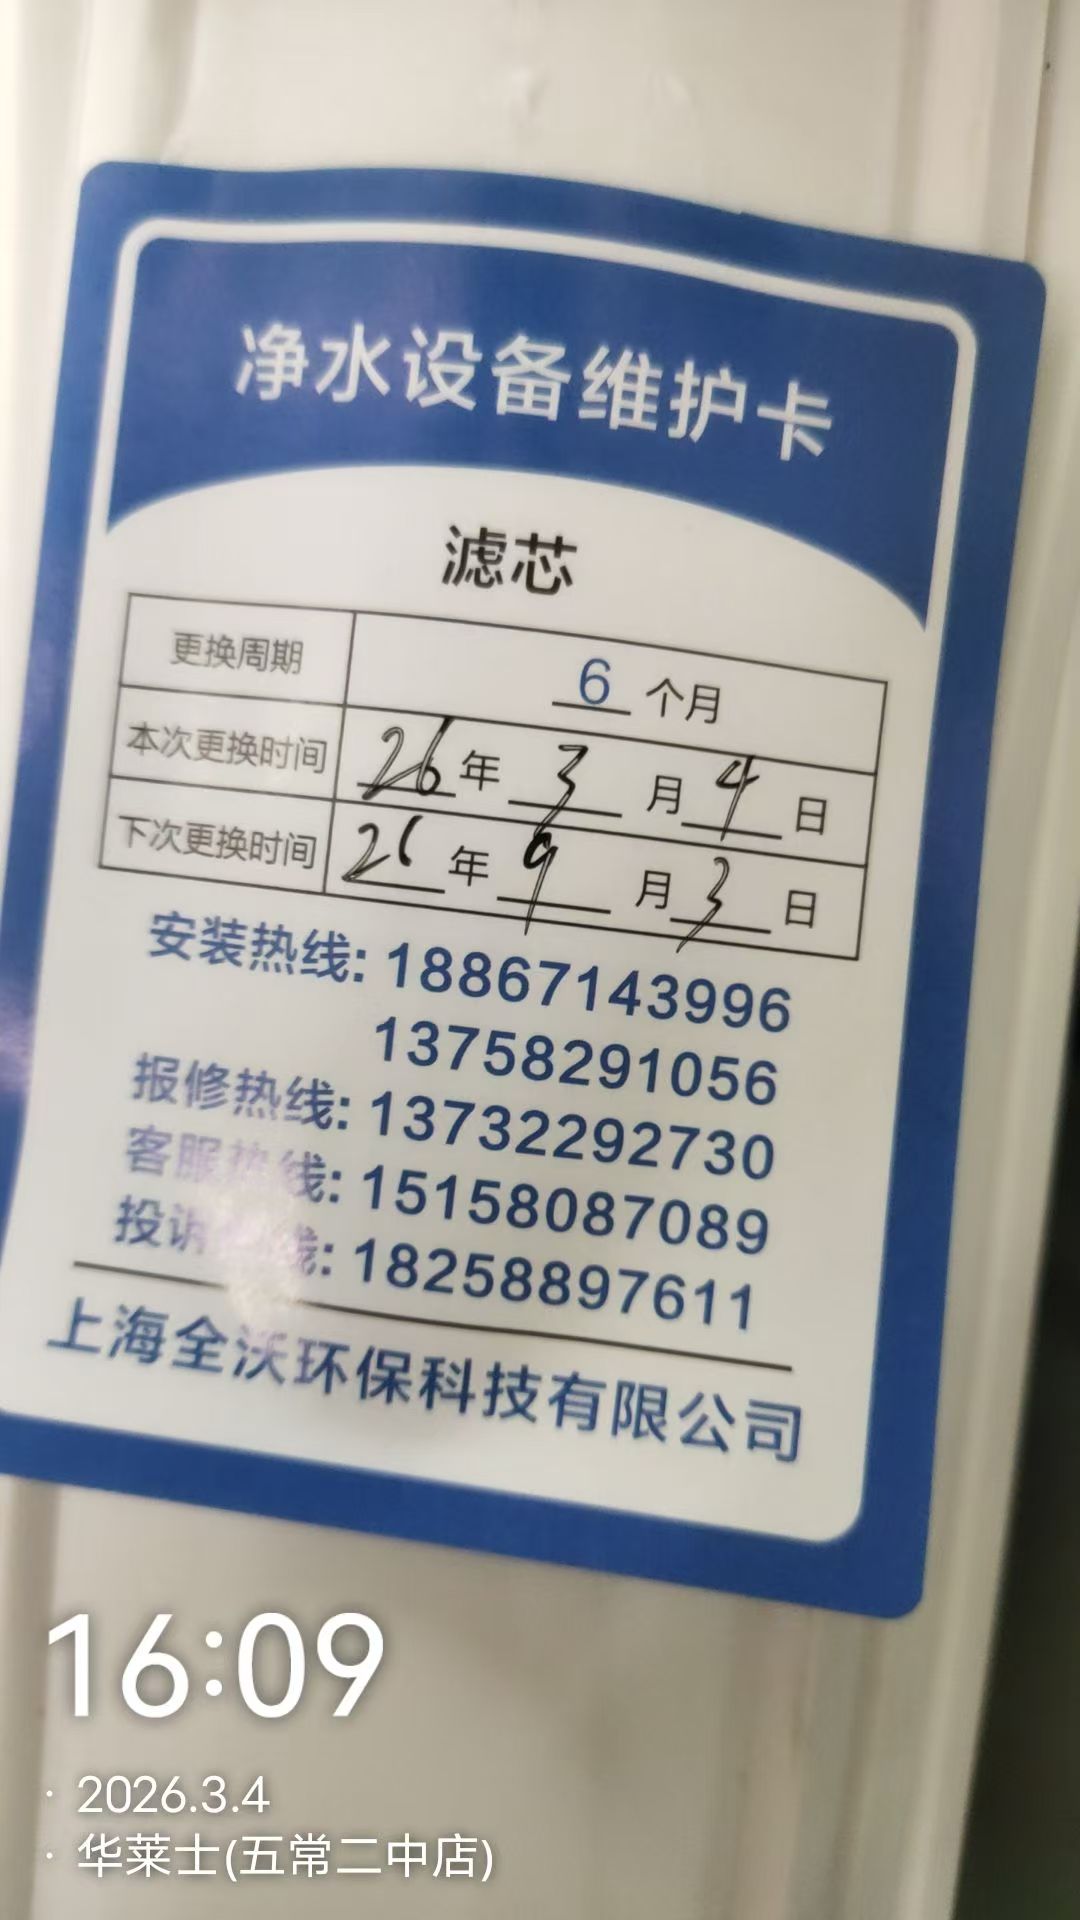 净水设备维护卡
滤芯
更换周期 6 个月
本次更换时间 26年 3 月 4 日
下次更换时间 26年 9 月 3 日
安装热线: 18867143996
13758291056
报修热线: 13732292730
客服热线: 15158087089
投诉热线: 18258897611
上海全沃环保科技有限公司
16:09
· 2026.3.4
· 华莱士(五常二中店)